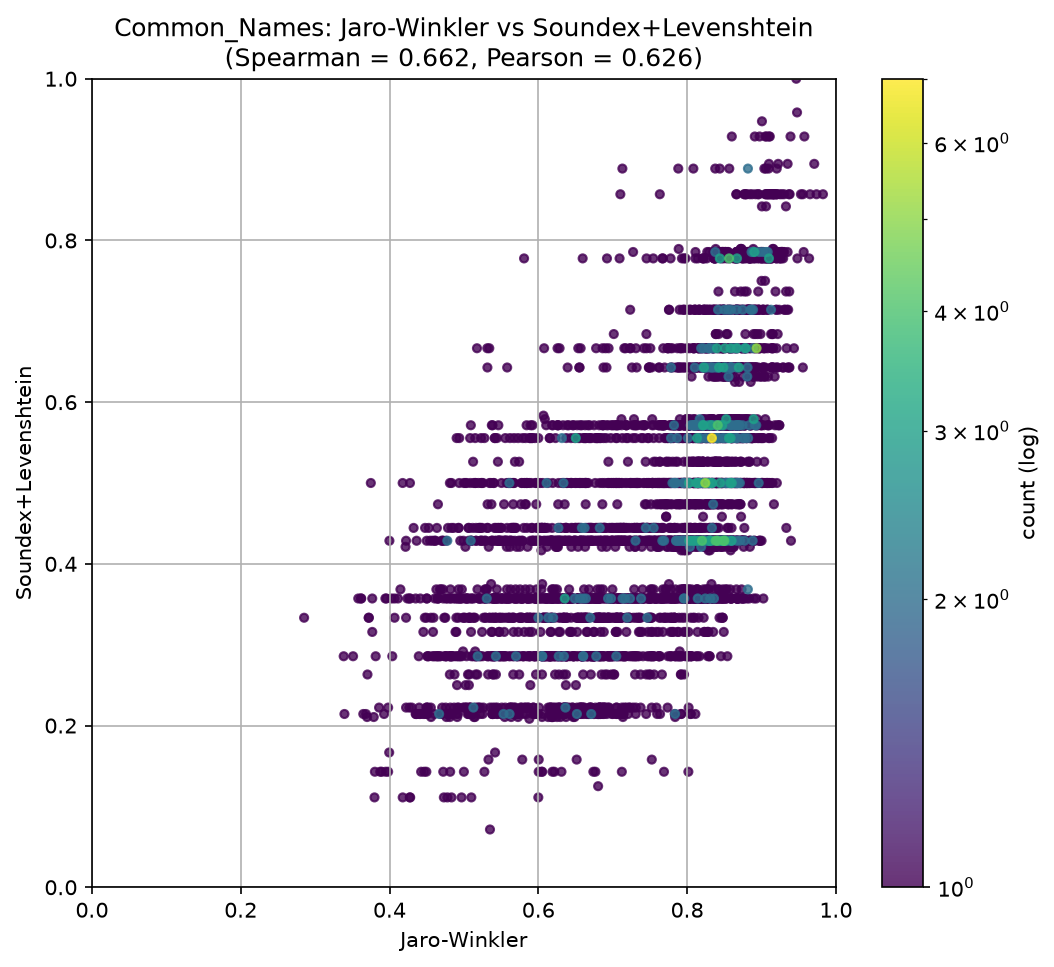 Common_Names: Jaro-Winkler vs Soundex+Levenshtein
(Spearman = 0.662, Pearson = 0.626)
1.0
0.8
0.6
0.4
0.2
0.0
Soundex+Levenshtein
0.0 0.2 0.4 0.6 0.8 1.0
Jaro-Winkler
6 × 10⁰
4 × 10⁰
3 × 10⁰
2 × 10⁰
10⁰
count (log)